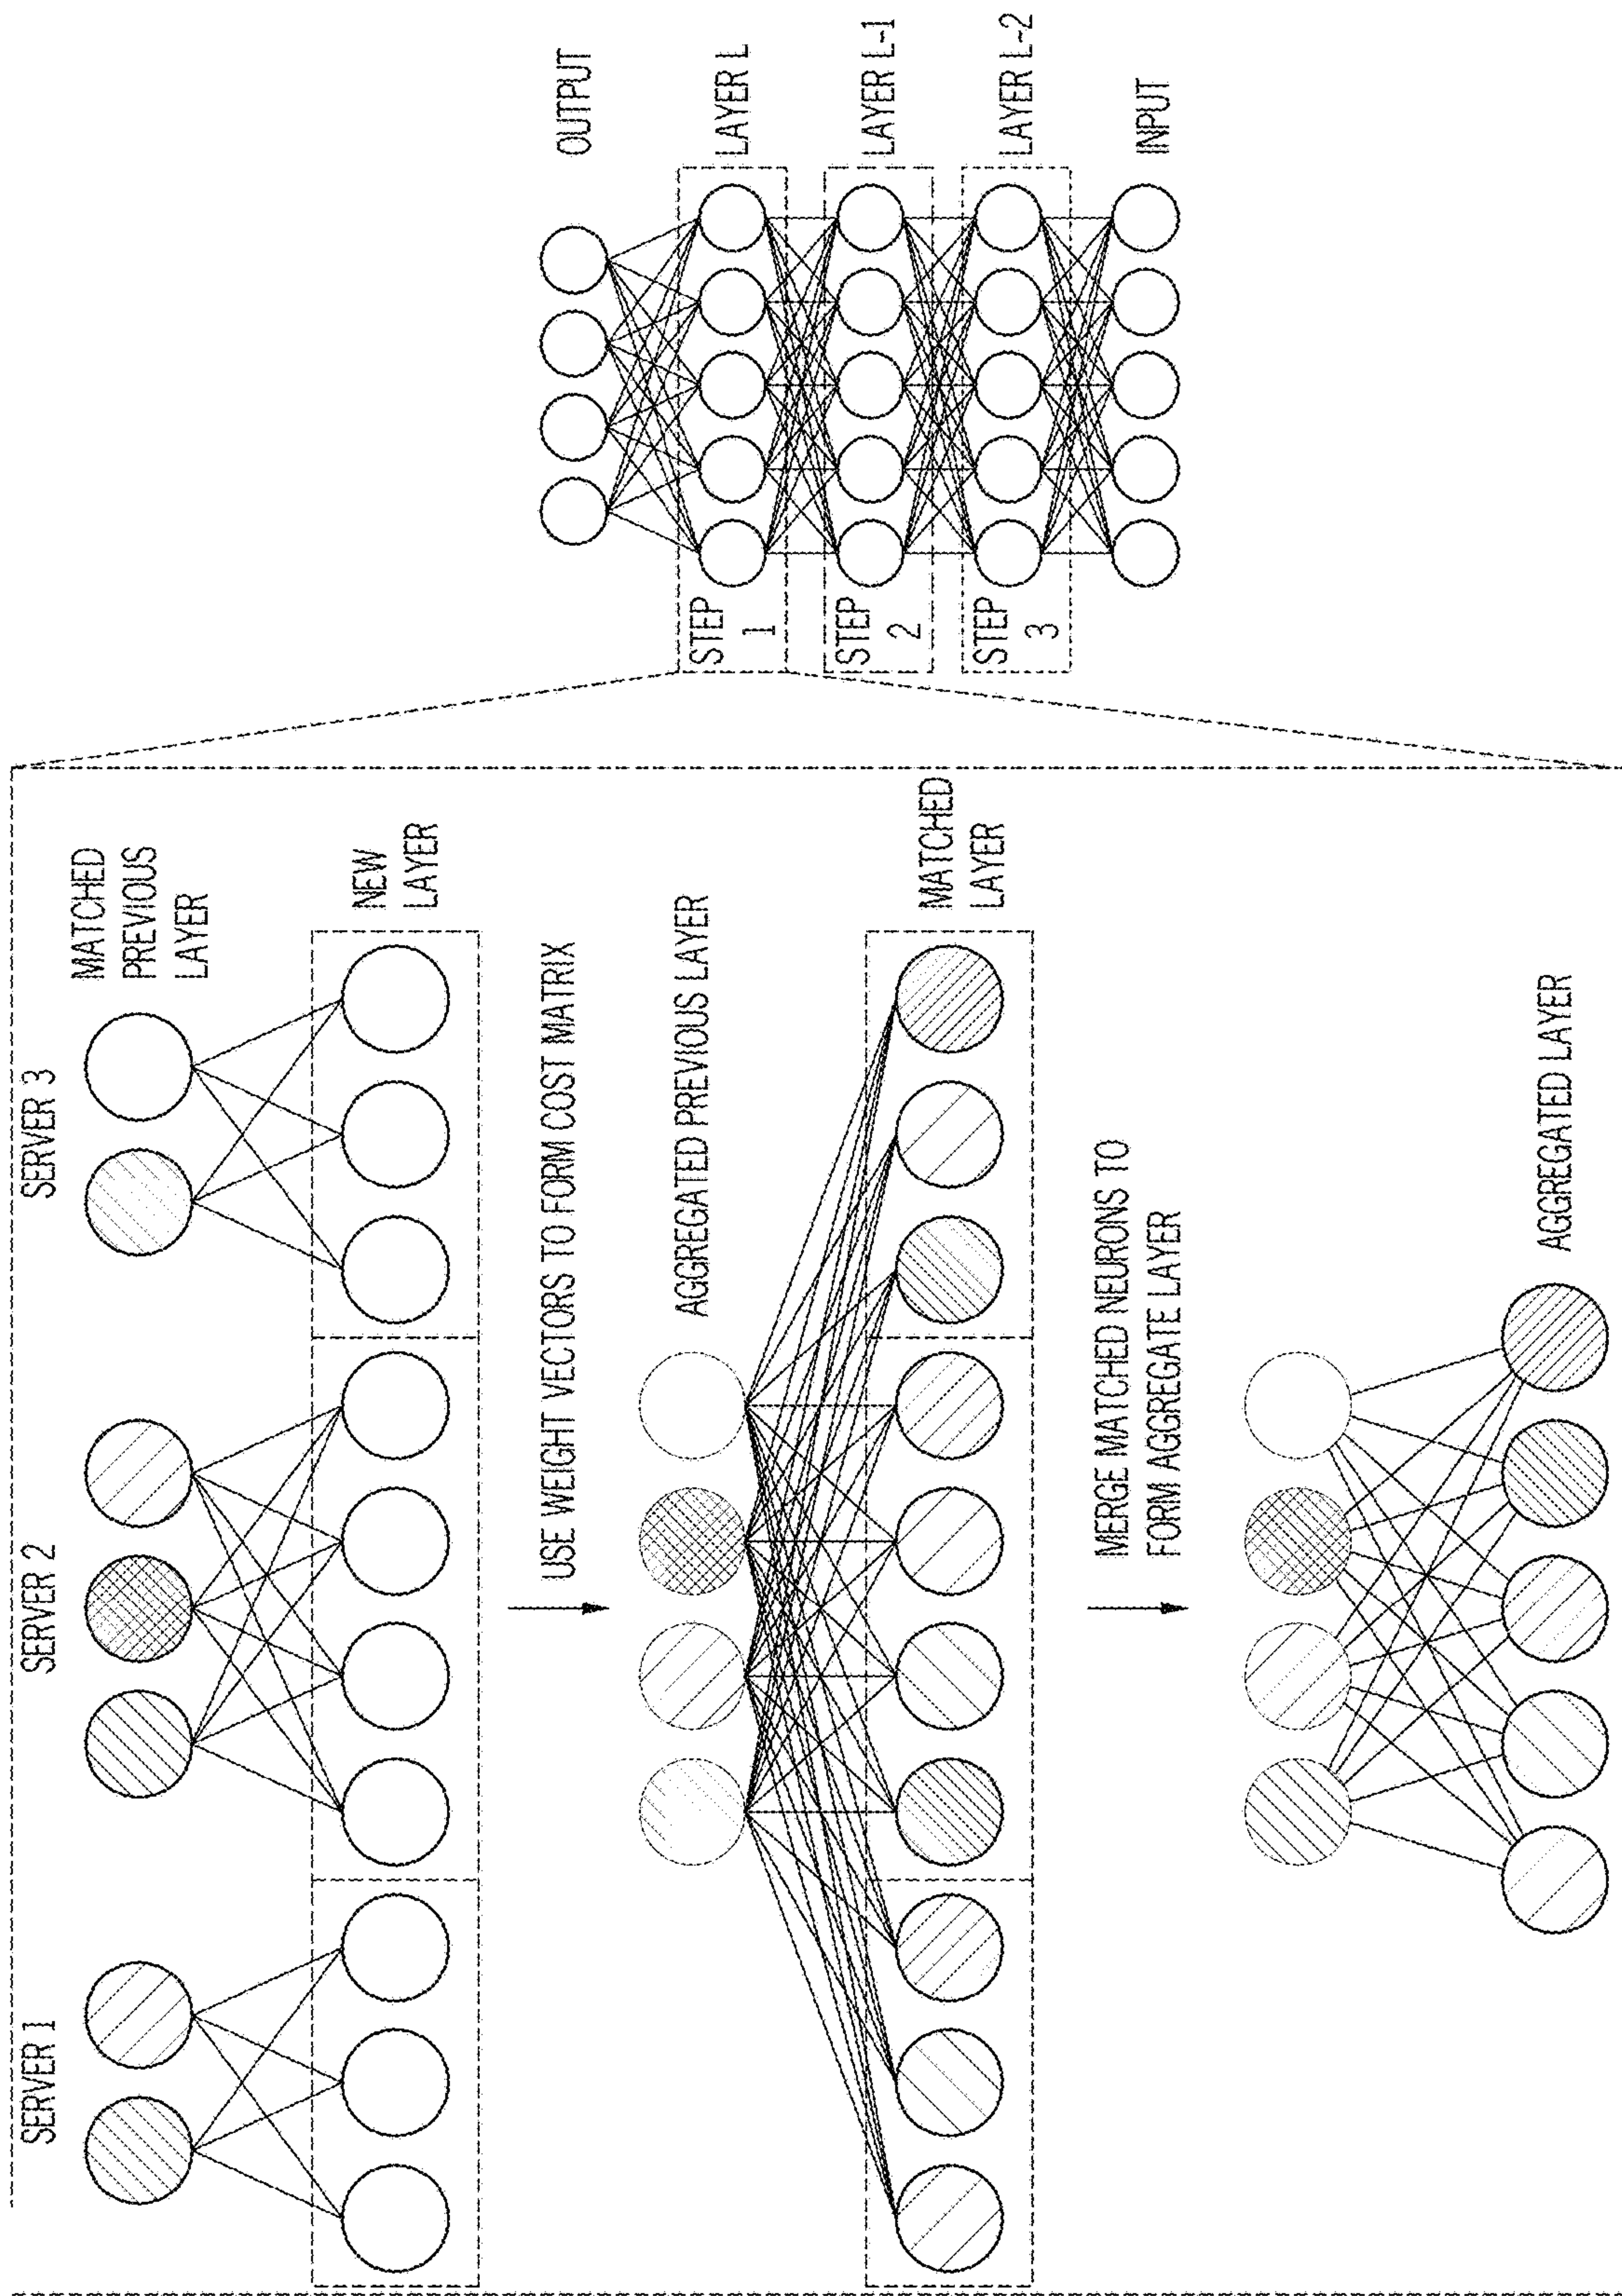 SERVER 1
SERVER 2
SERVER 3
MATCHED
PREVIOUS
LAYER
NEW
LAYER
USE WEIGHT VECTORS TO FORM COST MATRIX
AGGREGATED PREVIOUS LAYER
MATCHED
LAYER
MERGE MATCHED NEURONS TO
FORM AGGREGATE LAYER
AGGREGATED LAYER
OUTPUT
STEP
1
LAYER L
STEP
2
LAYER L-1
STEP
3
LAYER L-2
INPUT